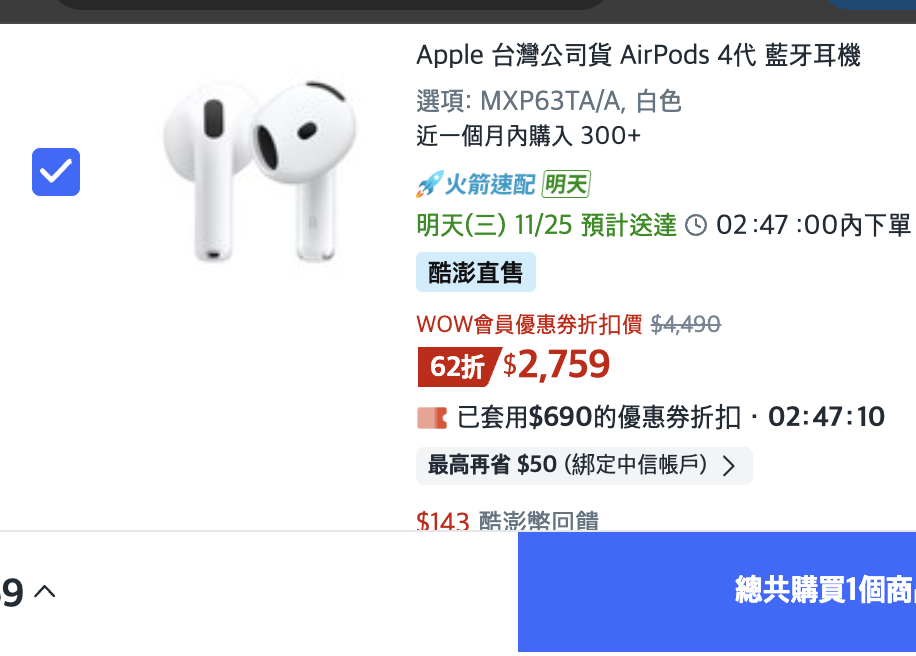 Apple 台灣公司貨 AirPods 4代 藍牙耳機
選項: MXP63TA/A, 白色
近一個月內購入 300+
火箭速配 明天
明天(三) 11/25 預計送達 02:47 :00內下單
酷澎直售
WOW會員優惠券折扣價 $4,490
62折 $2,759
已套用$690的優惠券折扣 · 02:47:10
最高再省 $50 (綁定中信帳戶)
$143 酷澎幣回饋
9
總共購買1個商